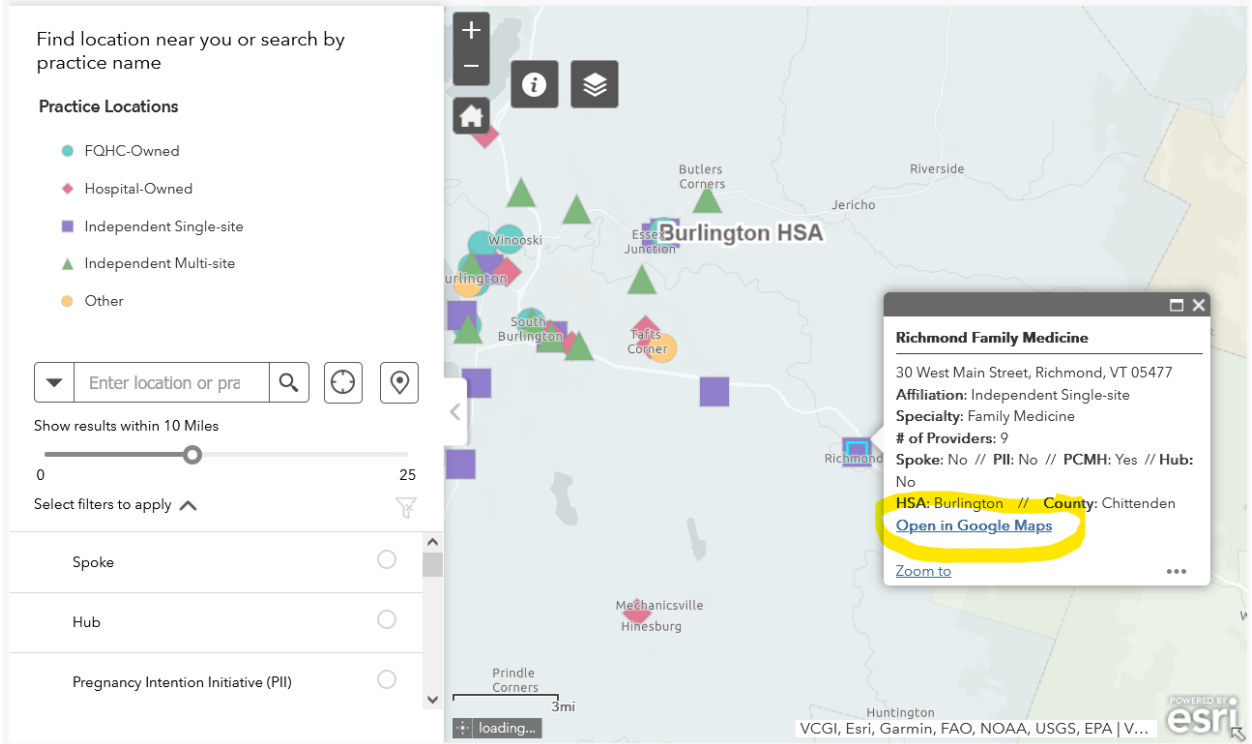 Find location near you or search by
practice name
Practice Locations
FQHC-Owned
Hospital-Owned
Independent Single-site
Independent Multi-site
Other
Enter location or pra
Show results within 10 Miles
0
25
Select filters to apply
Spoke
Hub
Pregnancy Intention Initiative (PII)
Butlers
Corners
Riverside
Jericho
Winooski
Essex
Junction
Burlington HSA
urlington
South
Burlington
Tafts
Corner
Richmond
Richmond Family Medicine
30 West Main Street, Richmond, VT 05477
Affiliation: Independent Single-site
Specialty: Family Medicine
# of Providers: 9
Spoke: No // PII: No // PCMH: Yes // Hub:
No
HSA: Burlington // County: Chittenden
Open in Google Maps
Zoom to
Mechanicsville
Hinesburg
Prindle
Corners
3mi
Huntington
loading...
VCGI, Esri, Garmin, FAO, NOAA, USGS, EPA | V...
POWERED BY
esri